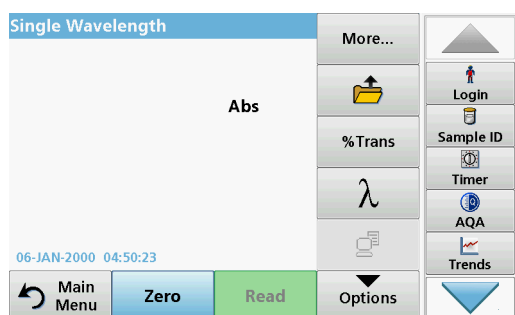 Single Wavelength
Abs
06-JAN-2000 04:50:23
Main
Menu
Zero
Read
More...
%Trans
λ
Options
Login
Sample ID
Timer
AQA
Trends